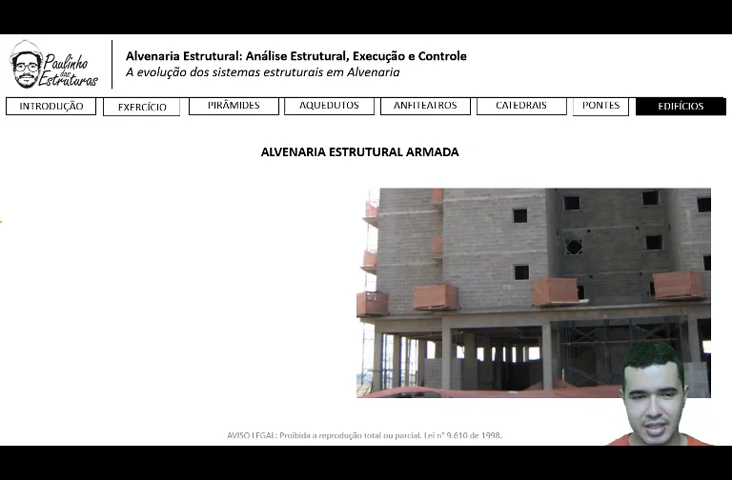 Paulinho
das
Estruturas
Alvenaria Estrutural: Análise Estrutural, Execução e Controle
A evolução dos sistemas estruturais em Alvenaria
INTRODUÇÃO
EXERCÍCIO
PIRÂMIDES
AQUEDUTOS
ANFITEATROS
CATEDRAIS
PONTES
EDIFÍCIOS
ALVENARIA ESTRUTURAL ARMADA
AVISO LEGAL: Proibida a reprodução total ou parcial. Lei n° 9.610 de 1998.